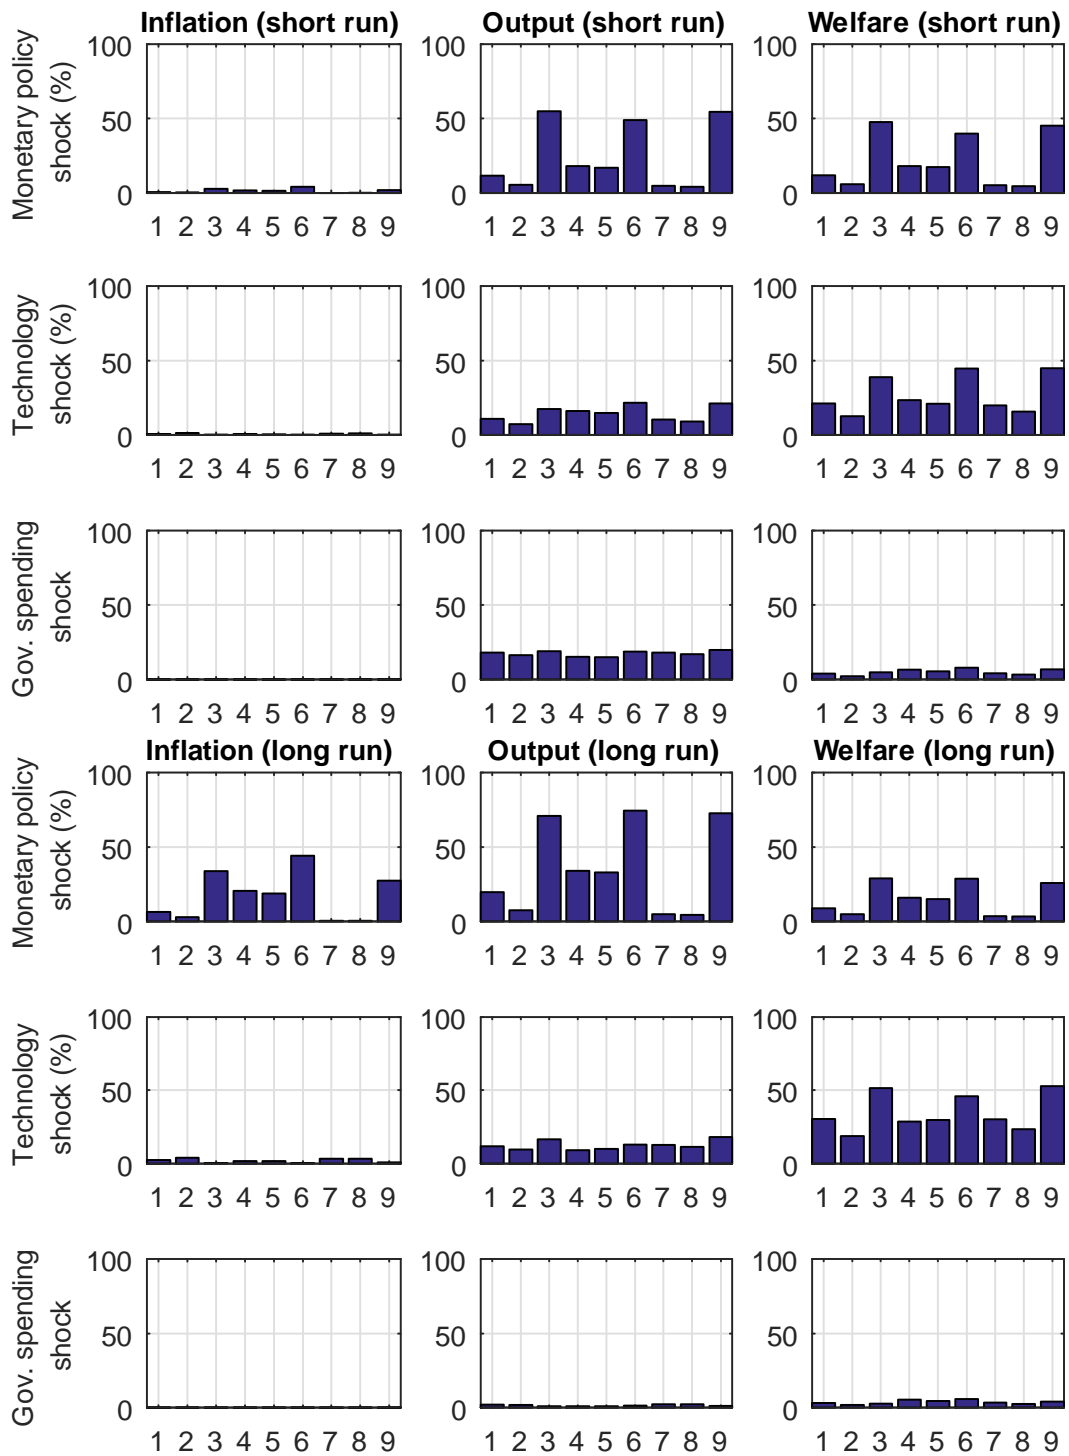 Inflation (short run) Output (short run) Welfare (short run)
Monetary policy
shock (%)
100 100 100
50 50 50
0 0 0
1 2 3 4 5 6 7 8 9 1 2 3 4 5 6 7 8 9 1 2 3 4 5 6 7 8 9
Technology
shock (%)
100 100 100
50 50 50
0 0 0
1 2 3 4 5 6 7 8 9 1 2 3 4 5 6 7 8 9 1 2 3 4 5 6 7 8 9
Gov. spending
shock
100 100 100
50 50 50
0 0 0
1 2 3 4 5 6 7 8 9 1 2 3 4 5 6 7 8 9 1 2 3 4 5 6 7 8 9
Inflation (long run) Output (long run) Welfare (long run)
Monetary policy
shock (%)
100 100 100
50 50 50
0 0 0
1 2 3 4 5 6 7 8 9 1 2 3 4 5 6 7 8 9 1 2 3 4 5 6 7 8 9
Technology
shock (%)
100 100 100
50 50 50
0 0 0
1 2 3 4 5 6 7 8 9 1 2 3 4 5 6 7 8 9 1 2 3 4 5 6 7 8 9
Gov. spending
shock
100 100 100
50 50 50
0 0 0
1 2 3 4 5 6 7 8 9 1 2 3 4 5 6 7 8 9 1 2 3 4 5 6 7 8 9